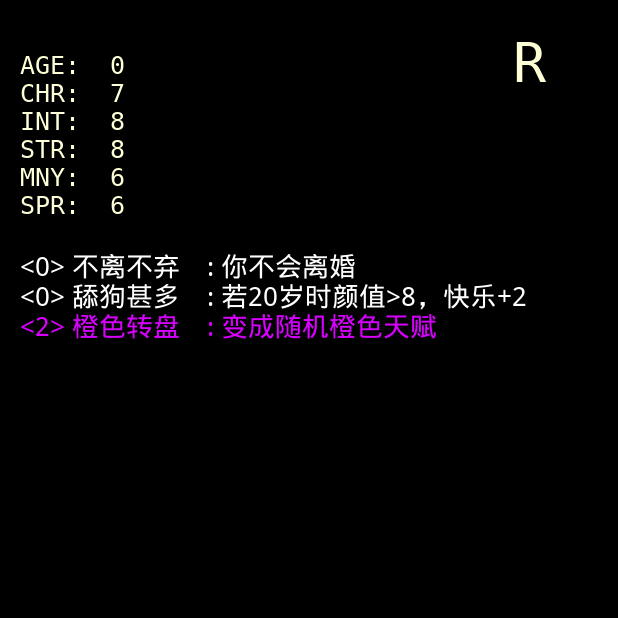 R
AGE: 0
CHR: 7
INT: 8
STR: 8
MNY: 6
SPR: 6
<0> 不离不弃 : 你不会离婚
<0> 舔狗甚多 : 若20岁时颜值>8，快乐+2
<2> 橙色转盘 : 变成随机橙色天赋